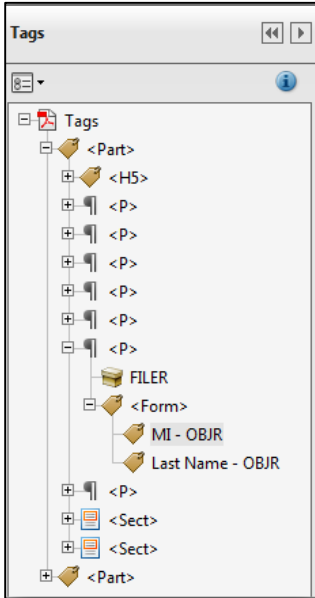 Tags
Tags
<Part>
<H5>
<P>
<P>
<P>
<P>
<P>
<P>
FILER
<Form>
MI - OBJR
Last Name - OBJR
<P>
<Sect>
<Sect>
<Part>